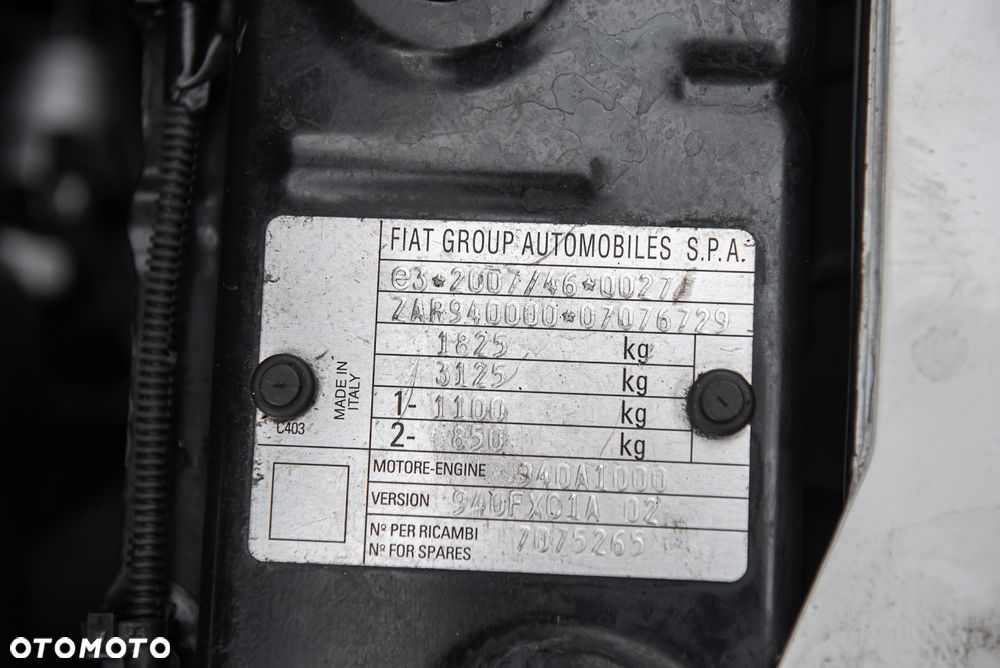 FIAT GROUP AUTOMOBILES S.P.A.
e3*2007/46*0027/
ZAR940000*07076729
1825 kg
3125 kg
1- 1100 kg
2- 850 kg
MADE IN
ITALY
C403
MOTORE-ENGINE 940A1000
VERSION 940FXC1A 02
Nº PER RICAMBI
Nº FOR SPARES 7075265
OTOMOTO